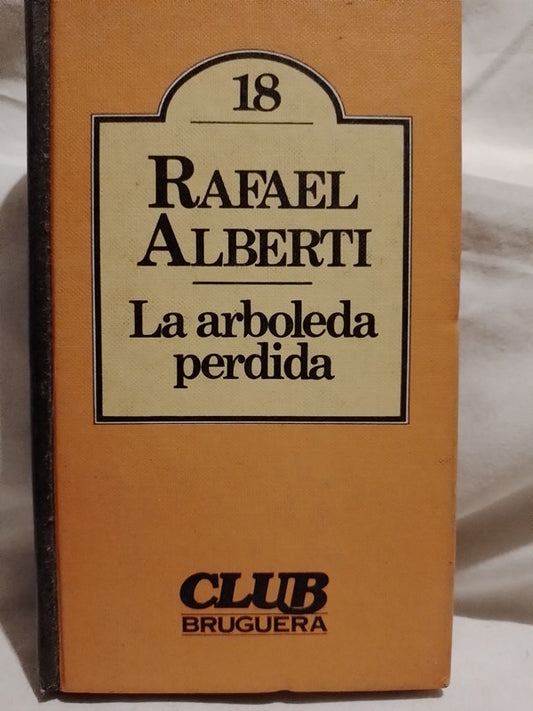 18
RAFAEL
ALBERTI
La arboleda
perdida
CLUB
BRUGUERA